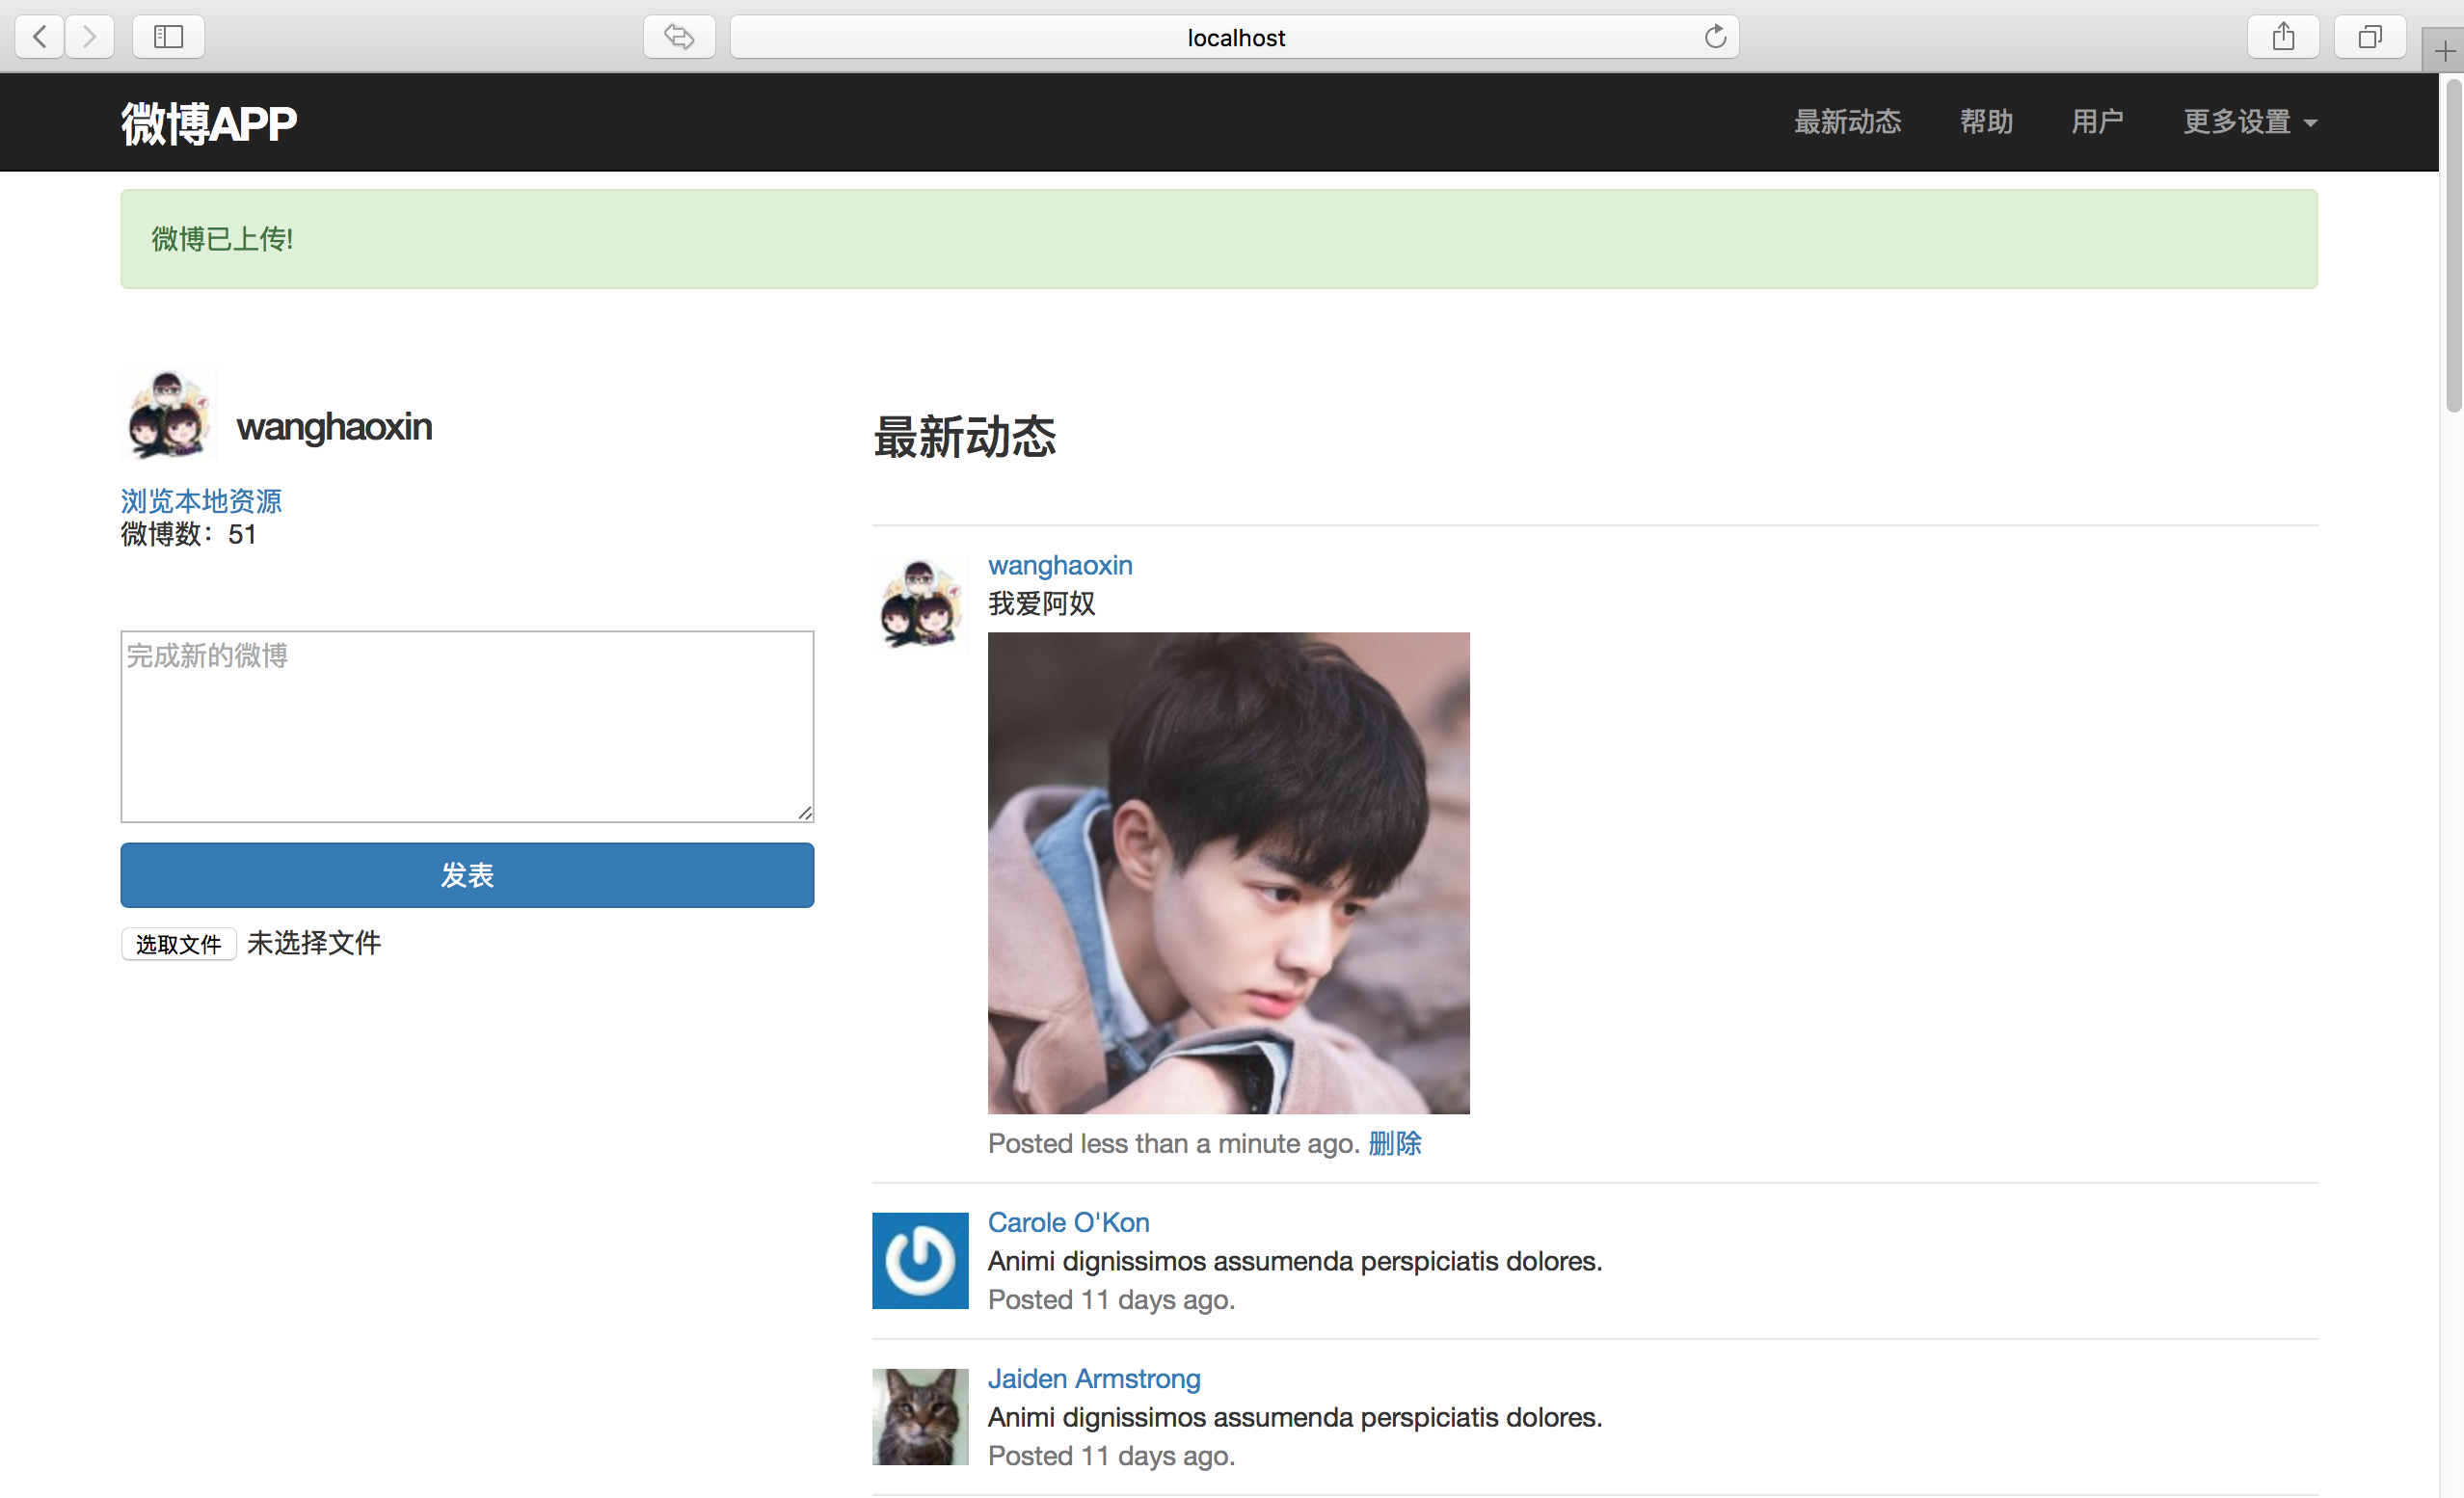 localhost
微博APP
最新动态 帮助 用户 更多设置
微博已上传!
wanghaoxin
浏览本地资源
微博数：51
完成新的微博
发表
选取文件 未选择文件
最新动态
wanghaoxin
我爱阿奴
Posted less than a minute ago. 删除
Carole O'Kon
Animi dignissimos assumenda perspiciatis dolores.
Posted 11 days ago.
Jaiden Armstrong
Animi dignissimos assumenda perspiciatis dolores.
Posted 11 days ago.